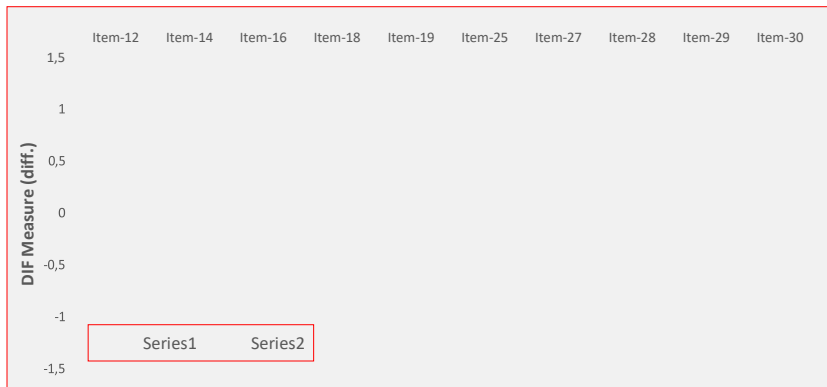 Item-12 Item-14 Item-16 Item-18 Item-19 Item-25 Item-27 Item-28 Item-29 Item-30
1,5
1
0,5
0
-0,5
-1
-1,5
DIF Measure (diff.)
Series1 Series2